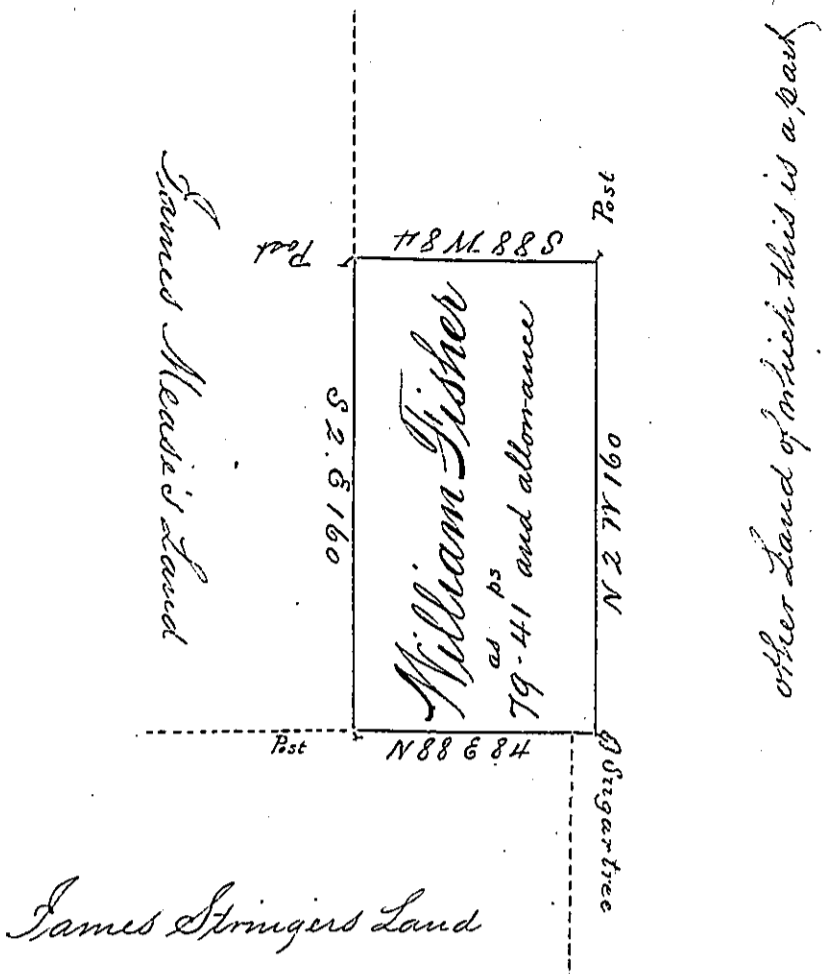 other Land of which this is a part
Post
S 88 W 84
Post
James Mease's Land
S 2. E 160
William Fisher
as ps
79-41 and allowance
N 2 W 160
Post
N 88 E 84
Sugartree
James Stringers Land